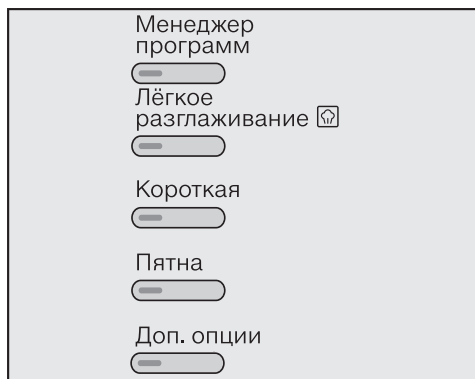 Менеджер
программ
Лёгкое
разглаживание
Короткая
Пятна
Доп. опции